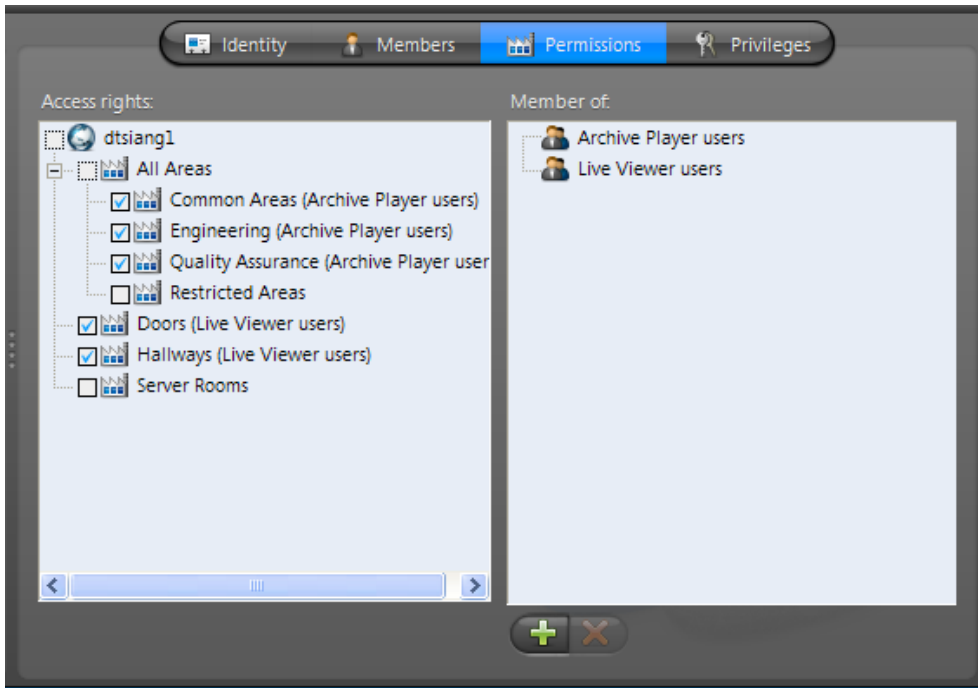 Identity Members Permissions Privileges
Access rights:
dtsiang1
All Areas
Common Areas (Archive Player users)
Engineering (Archive Player users)
Quality Assurance (Archive Player user
Restricted Areas
Doors (Live Viewer users)
Hallways (Live Viewer users)
Server Rooms
Member of:
Archive Player users
Live Viewer users